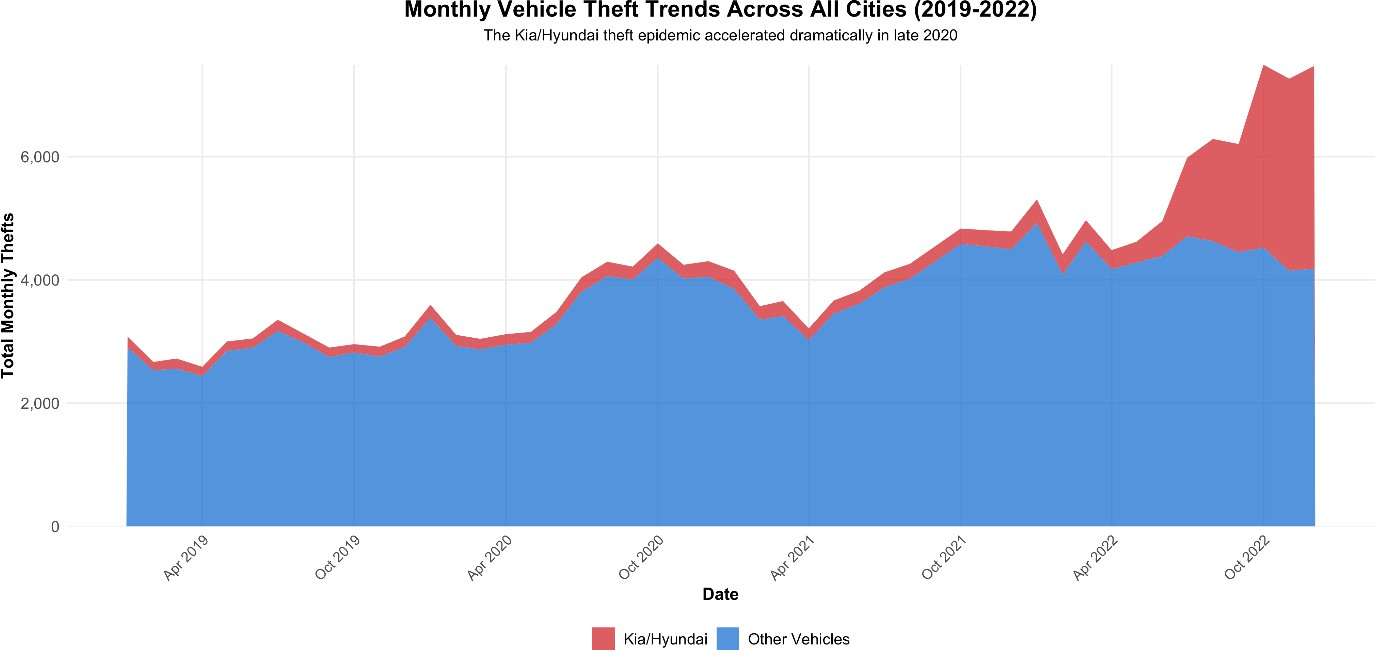 Monthly Vehicle Theft Trends Across All Cities (2019-2022)
The Kia/Hyundai theft epidemic accelerated dramatically in late 2020
Total Monthly Thefts
6,000
4,000
2,000
0
Apr 2019
Oct 2019
Apr 2020
Oct 2020
Apr 2021
Oct 2021
Apr 2022
Oct 2022
Date
Kia/Hyundai
Other Vehicles